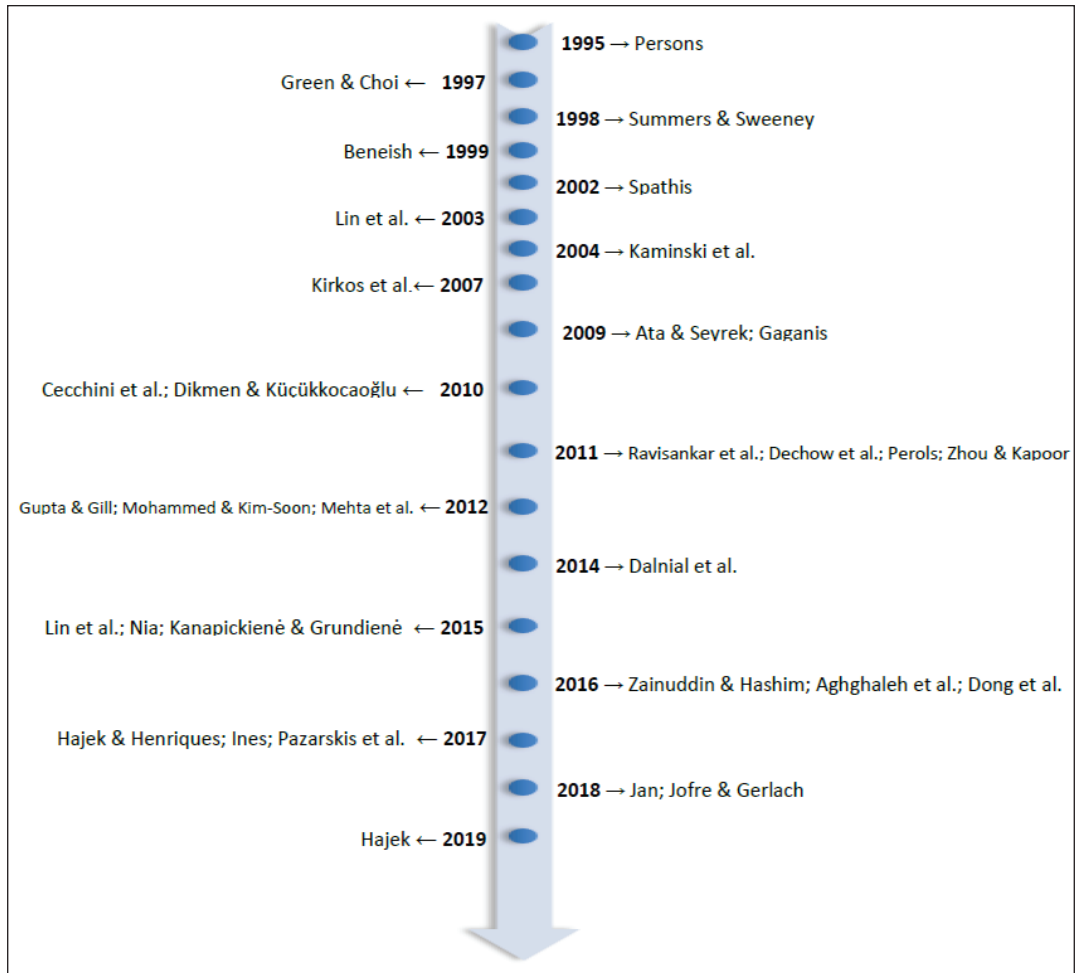 1995 → Persons
Green & Choi ← 1997
1998 → Summers & Sweeney
Beneish ← 1999
2002 → Spathis
Lin et al. ← 2003
2004 → Kaminski et al.
Kirkos et al.← 2007
2009 → Ata & Seyrek; Gaganis
Cecchini et al.; Dikmen & Küçükkocaoğlu ← 2010
2011 → Ravisankar et al.; Dechow et al.; Perols; Zhou & Kapoor
Gupta & Gill; Mohammed & Kim-Soon; Mehta et al. ← 2012
2014 → Dalnial et al.
Lin et al.; Nia; Kanapickienė & Grundienė ← 2015
2016 → Zainuddin & Hashim; Aghghaleh et al.; Dong et al.
Hajek & Henriques; Ines; Pazarskis et al. ← 2017
2018 → Jan; Jofre & Gerlach
Hajek ← 2019